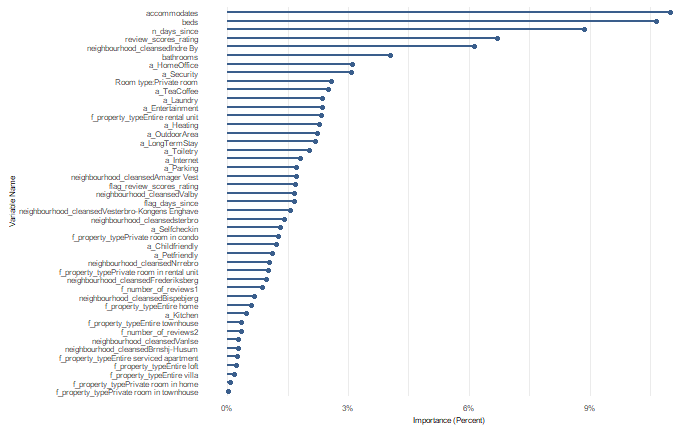 accommodates
beds
n_days_since
review_scores_rating
neighbourhood_cleansedIndre By
bathrooms
a_HomeOffice
a_Security
Room type:Private room
a_TeaCoffee
a_Laundry
a_Entertainment
f_property_typeEntire rental unit
a_Heating
a_OutdoorArea
a_LongTermStay
a_Toiletry
a_Internet
a_Parking
neighbourhood_cleansedAmager Vest
flag_review_scores_rating
neighbourhood_cleansedValby
flag_days_since
neighbourhood_cleansedVesterbro-Kongens Enghave
neighbourhood_cleansedsterbro
a_Selfcheckin
f_property_typePrivate room in condo
a_Childfriendly
a_Petfriendly
neighbourhood_cleansedNrrebro
f_property_typePrivate room in rental unit
neighbourhood_cleansedFrederiksberg
f_number_of_reviews1
neighbourhood_cleansedBispebjerg
f_property_typeEntire home
a_Kitchen
f_property_typeEntire townhouse
f_number_of_reviews2
neighbourhood_cleansedVanlse
neighbourhood_cleansedBrnshj-Husum
f_property_typeEntire serviced apartment
f_property_typeEntire loft
f_property_typeEntire villa
f_property_typePrivate room in home
f_property_typePrivate room in townhouse
Variable Name
0%
3%
6%
9%
Importance (Percent)